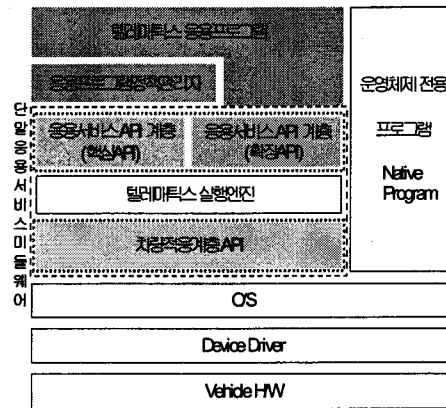 텔레매틱스 응용프로그램
응용프로그램정책관리자
단말응용서비스미들웨어
응용서비스API 계층
(핵심API)
응용서비스API 계층
(확장API)
텔레매틱스 실행엔진
차량적응계층API
운영체제 전용
프로그램
Native
Program
O/S
Device Driver
Vehicle H/W